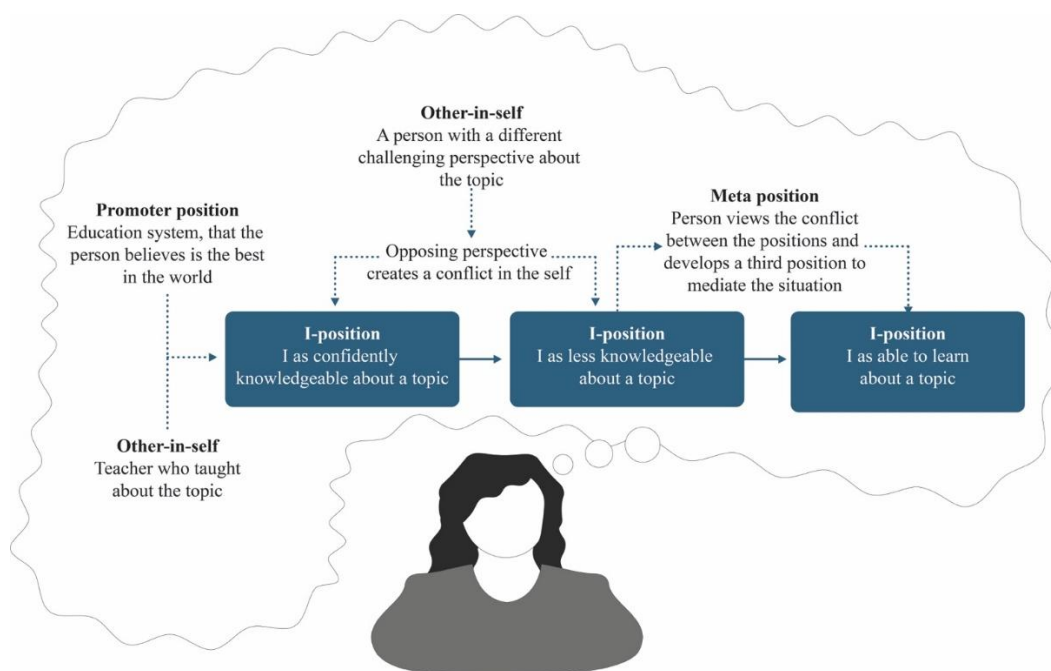 Other-in-self
A person with a different
challenging perspective about
the topic
Promoter position
Education system, that the
person believes is the best
in the world
Opposing perspective
creates a conflict in the self
Meta position
Person views the conflict
between the positions and
develops a third position to
mediate the situation
I-position
I as confidently
knowledgeable about a topic
I-position
I as less knowledgeable
about a topic
I-position
I as able to learn
about a topic
Other-in-self
Teacher who taught
about the topic